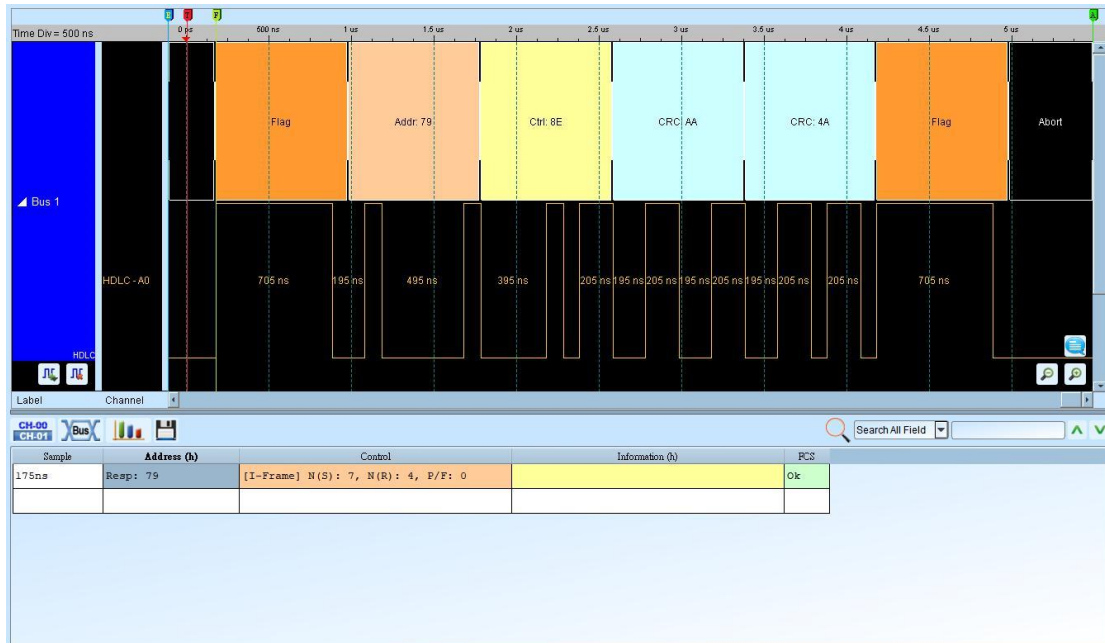 B T F A
Time Div = 500 ns 0 ps 500 ns 1 us 1.5 us 2 us 2.5 us 3 us 3.5 us 4 us 4.5 us 5 us
Flag Addr: 79 Ctrl: 8E CRC: AA CRC: 4A Flag Abort
Bus 1
HDLC - A0 705 ns 195 ns 495 ns 395 ns 205 ns 195 ns 205 ns 195 ns 205 ns 195 ns 205 ns 205 ns 705 ns
HDLC
Label Channel
CH-00
CH-01 Bus Search All Field
Sample Address (h) Control Information (h) FCS
175ns Resp: 79 [I-Frame] N(S): 7, N(R): 4, P/F: 0 Ok